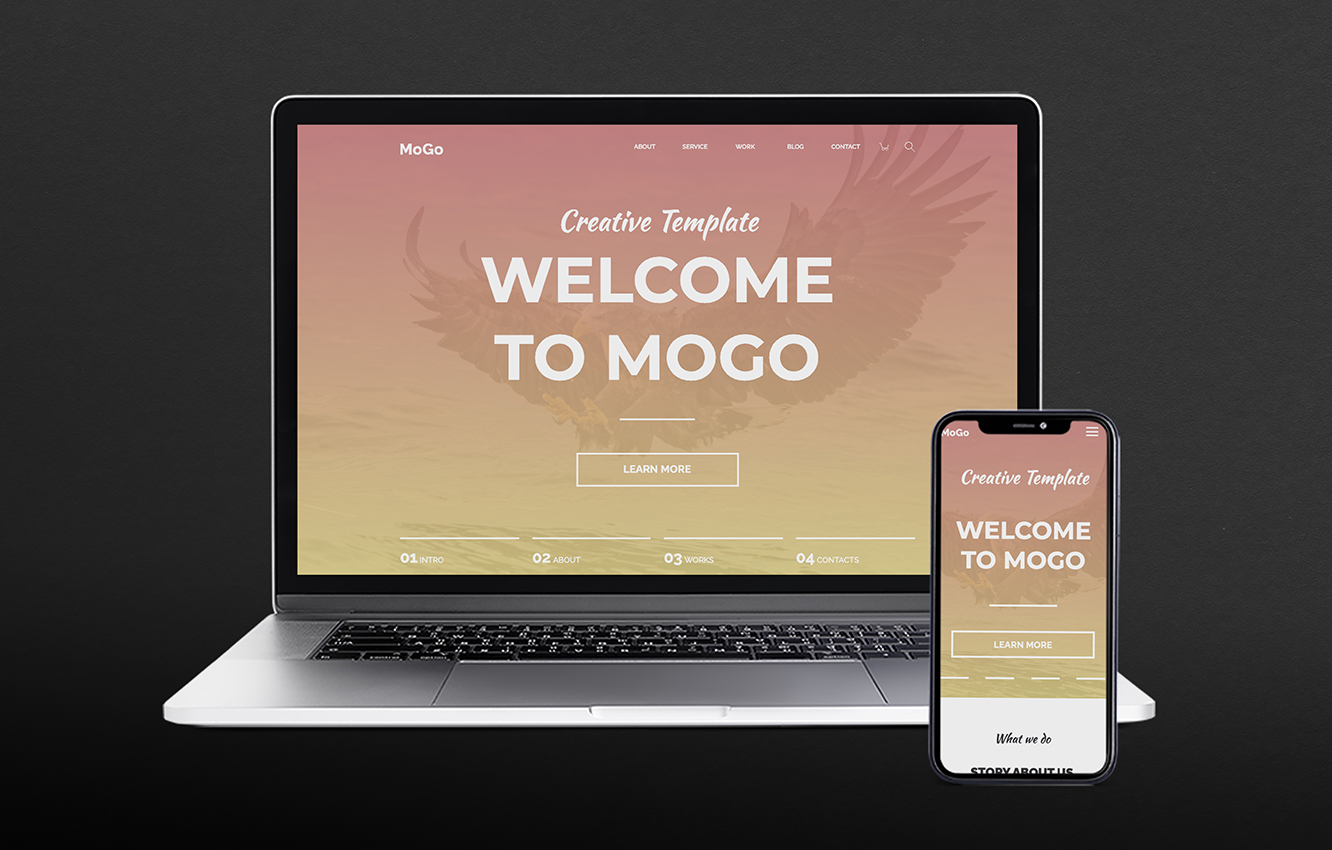 MoGo
ABOUT SERVICE WORK BLOG CONTACT
Creative Template
WELCOME
TO MOGO
LEARN MORE
01 INTRO 02 ABOUT 03 WORKS 04 CONTACTS
MoGo
Creative Template
WELCOME
TO MOGO
LEARN MORE
What we do
STORY ABOUT US